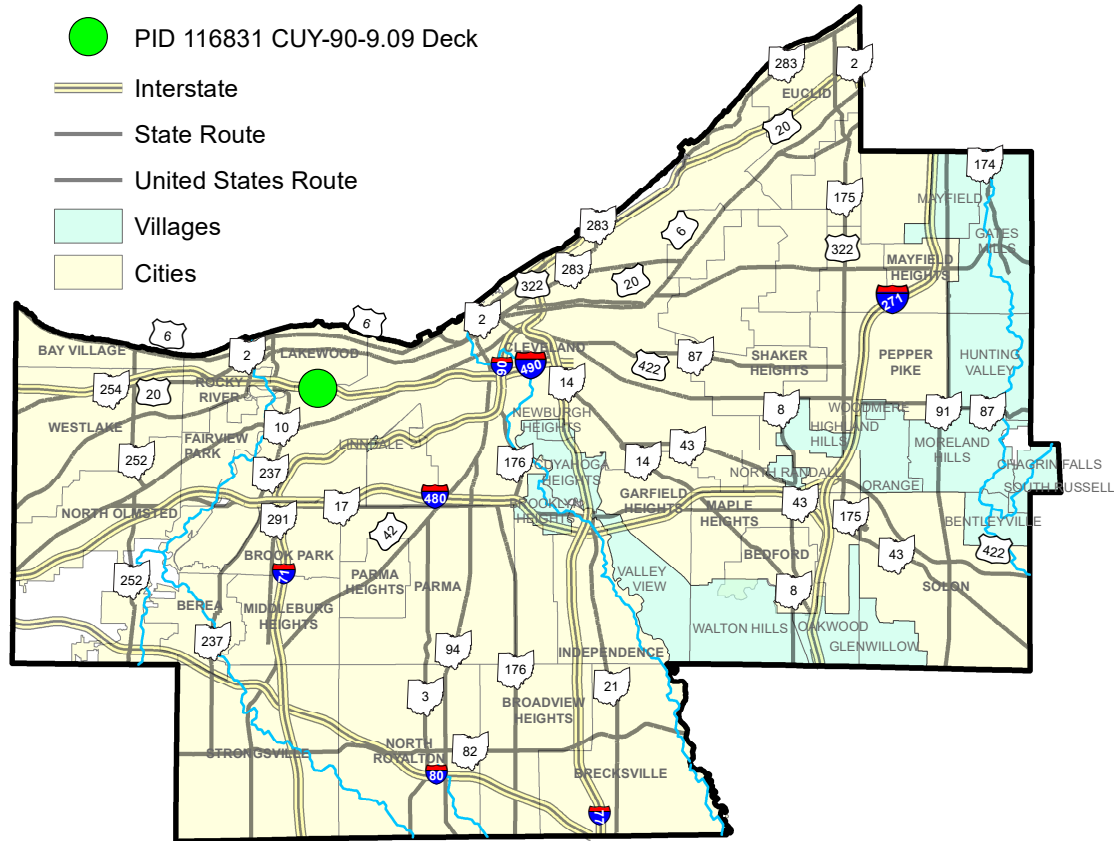 PID 116831 CUY-90-9.09 Deck
Interstate
State Route
United States Route
Villages
Cities
283
2
EUCLID
20
174
175
MAYFIELD
283
6
GATES
MILLS
322
283
MAYFIELD
HEIGHTS
20
322
271
6
6
2
2
BAY VILLAGE
LAKEWOOD
CLEVELAND
87
SHAKER
HEIGHTS
PEPPER
PIKE
HUNTING
VALLEY
422
90
490
254
20
ROCKY
RIVER
14
8
WOODMERE
91
87
WESTLAKE
10
NEWBURGH
HEIGHTS
HIGHLAND
HILLS
FAIRVIEW
PARK
LINNDALE
43
MORELAND
HILLS
252
237
176
CUYAHOGA
HEIGHTS
14
NORTH RANDALL
CHAGRIN FALLS
ORANGE
SOUTH RUSSELL
480
GARFIELD
HEIGHTS
MAPLE
HEIGHTS
43
17
BROOKLYN
HEIGHTS
NORTH OLMSTED
291
175
BENTLEYVILLE
42
BROOK PARK
BEDFORD
43
422
71
252
PARMA
HEIGHTS
PARMA
VALLEY
VIEW
8
SOLON
BEREA
MIDDLEBURG
HEIGHTS
WALTON HILLS
OAKWOOD
237
GLENWILLOW
94
INDEPENDENCE
176
3
21
BROADVIEW
HEIGHTS
STRONGSVILLE
NORTH
ROYALTON
82
80
BRECKSVILLE
77